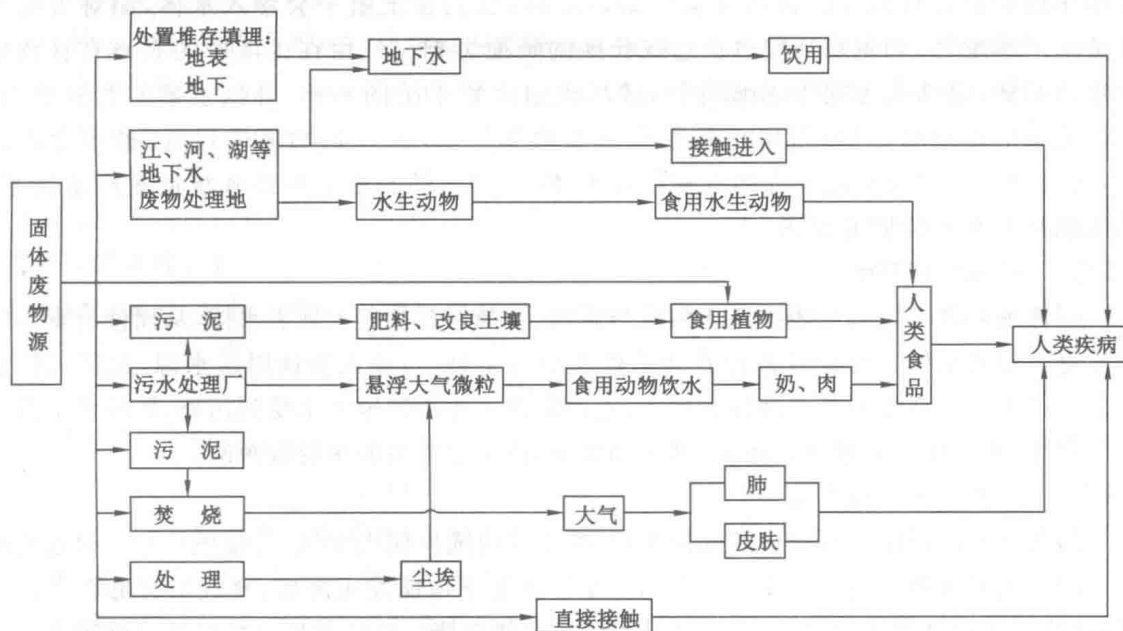 处置堆存填埋：
地表
地下
地下水
饮用
江、河、湖等
地下水
废物处理地
接触进入
水生动物
食用水生动物
固体废物源
污 泥
肥料、改良土壤
食用植物
人类食品
人类疾病
污水处理厂
悬浮大气微粒
食用动物饮水
奶、肉
污 泥
焚 烧
大气
肺
皮肤
处 理
尘埃
直接接触